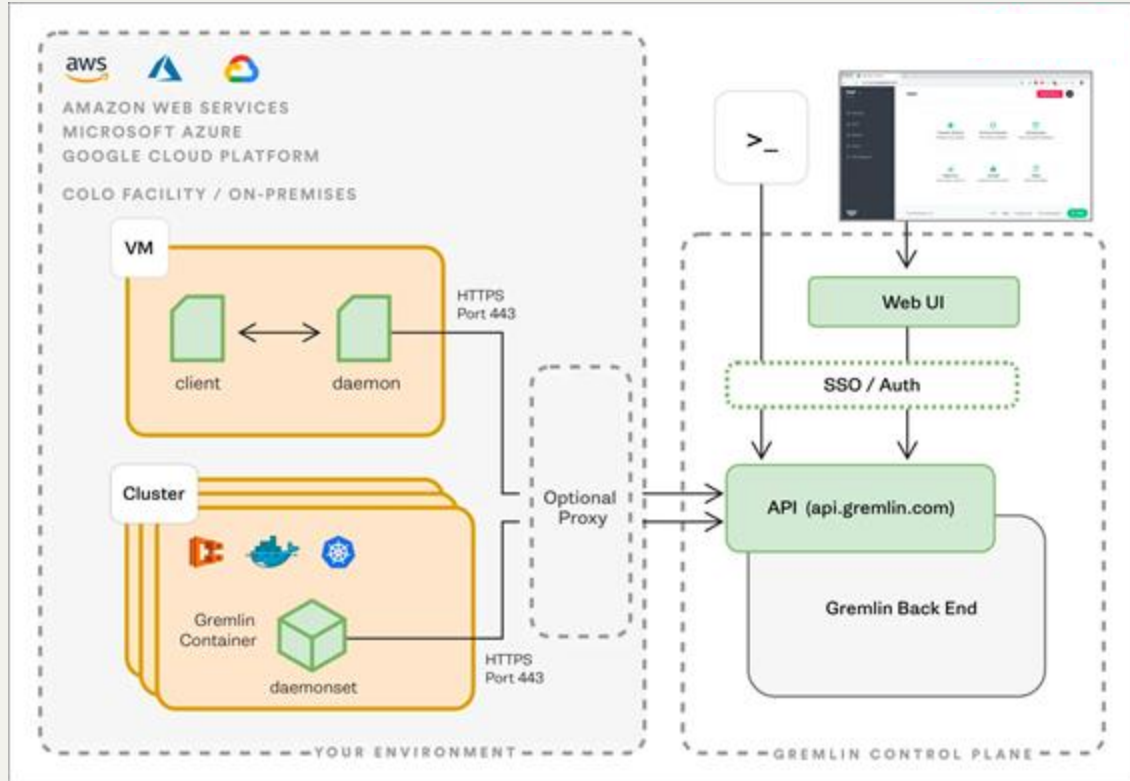 aws
AMAZON WEB SERVICES
MICROSOFT AZURE
GOOGLE CLOUD PLATFORM
COLO FACILITY / ON-PREMISES
VM
client
daemon
HTTPS
Port 443
Cluster
Gremlin
Container
daemonset
HTTPS
Port 443
Optional
Proxy
YOUR ENVIRONMENT
>_
Web UI
SSO / Auth
API (api.gremlin.com)
Gremlin Back End
GREMLIN CONTROL PLANE